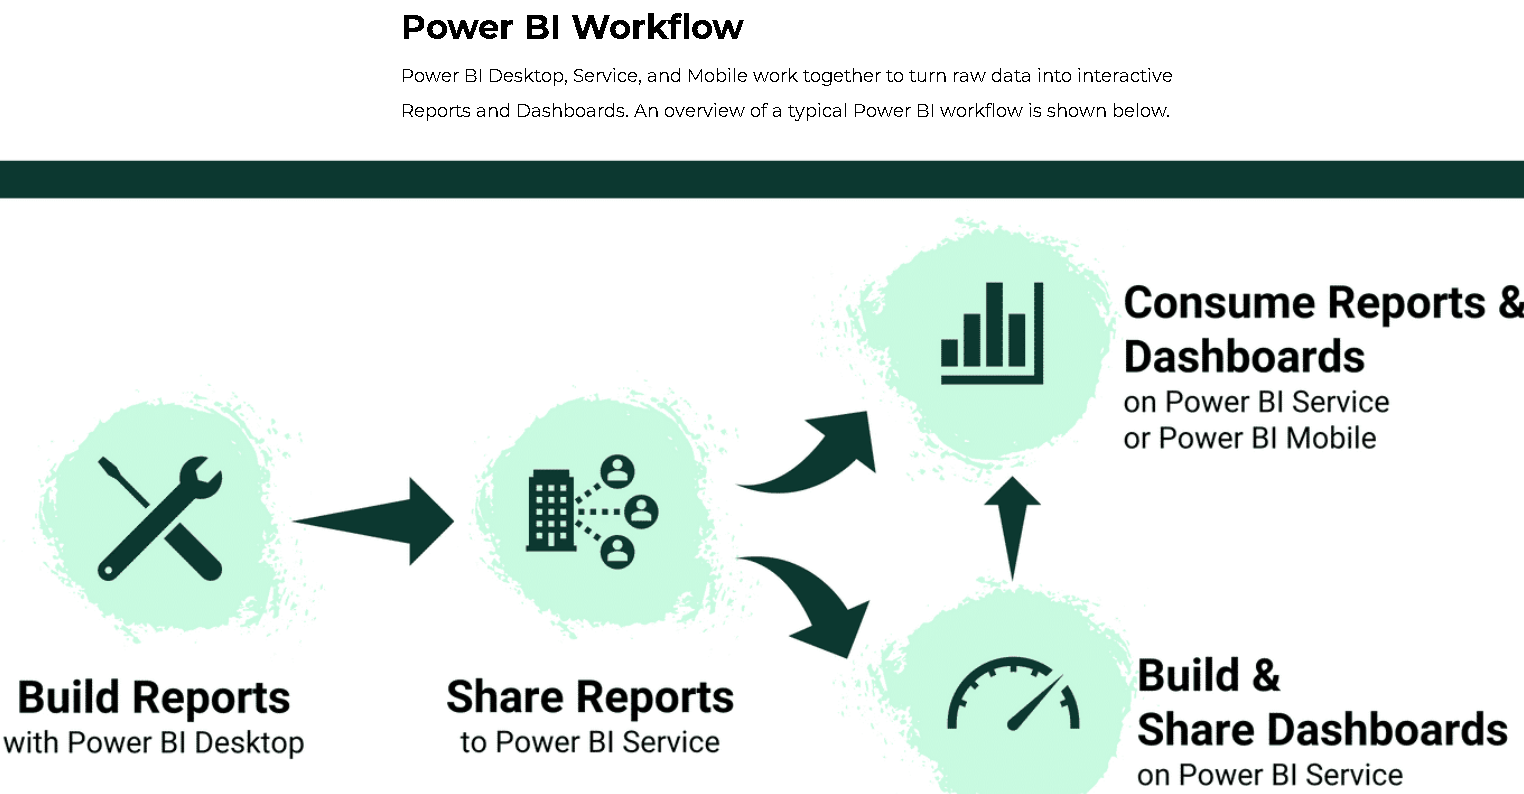 Power BI Workflow
Power BI Desktop, Service, and Mobile work together to turn raw data into interactive
Reports and Dashboards. An overview of a typical Power BI workflow is shown below.
Consume Reports &
Dashboards
on Power BI Service
or Power BI Mobile
Build Reports
with Power BI Desktop
Share Reports
to Power BI Service
Build &
Share Dashboards
on Power BI Service